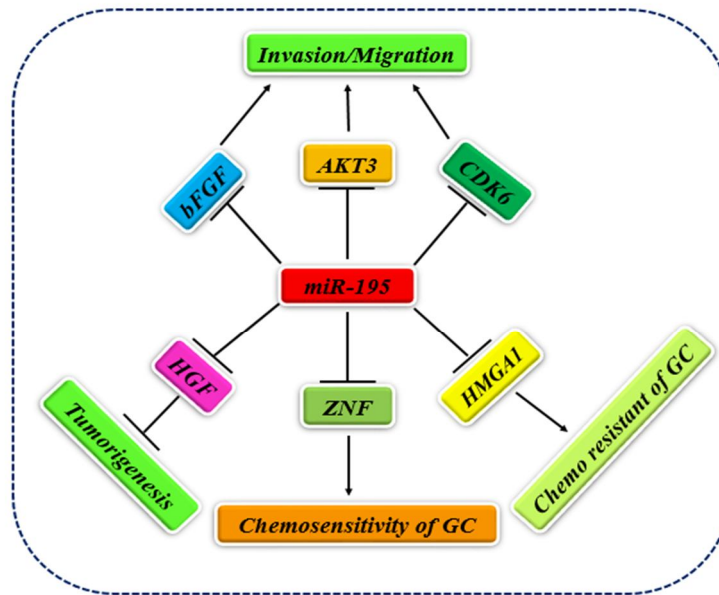 Invasion/Migration
bFGF
AKT3
CDK6
miR-195
HGF
ZNF
HMGA1
Tumorigenesis
Chemosensitivity of GC
Chemo resistant of GC